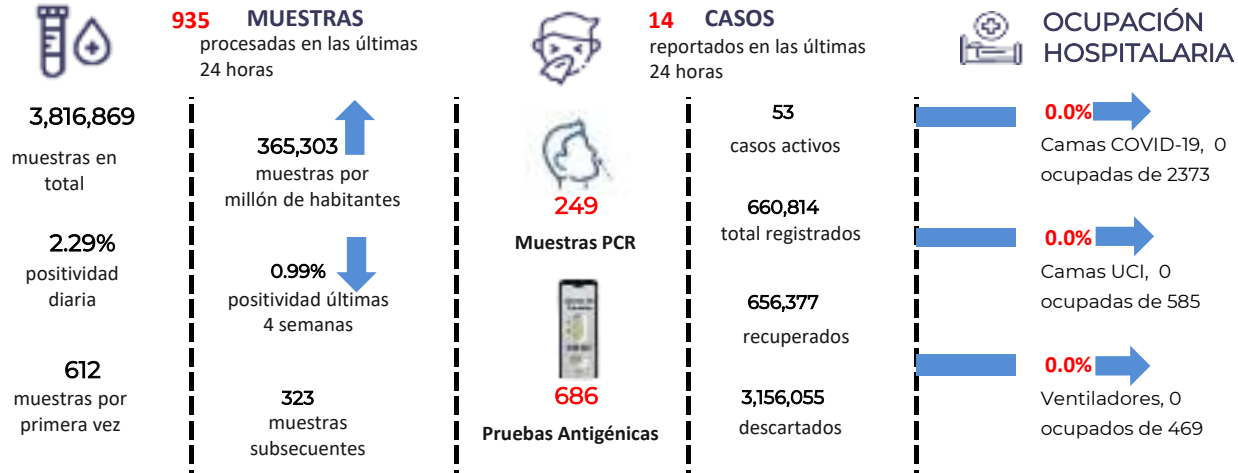 935 MUESTRAS
procesadas en las últimas
24 horas
14 CASOS
reportados en las últimas
24 horas
OCUPACIÓN
HOSPITALARIA
3,816,869
muestras en
total
2.29%
positividad
diaria
612
muestras por
primera vez
365,303
muestras por
millón de habitantes
0.99%
positividad últimas
4 semanas
323
muestras
subsecuentes
249
Muestras PCR
686
Pruebas Antigénicas
53
casos activos
660,814
total registrados
656,377
recuperados
3,156,055
descartados
0.0%
Camas COVID-19, 0
ocupadas de 2373
0.0%
Camas UCI, 0
ocupadas de 585
0.0%
Ventiladores, 0
ocupados de 469